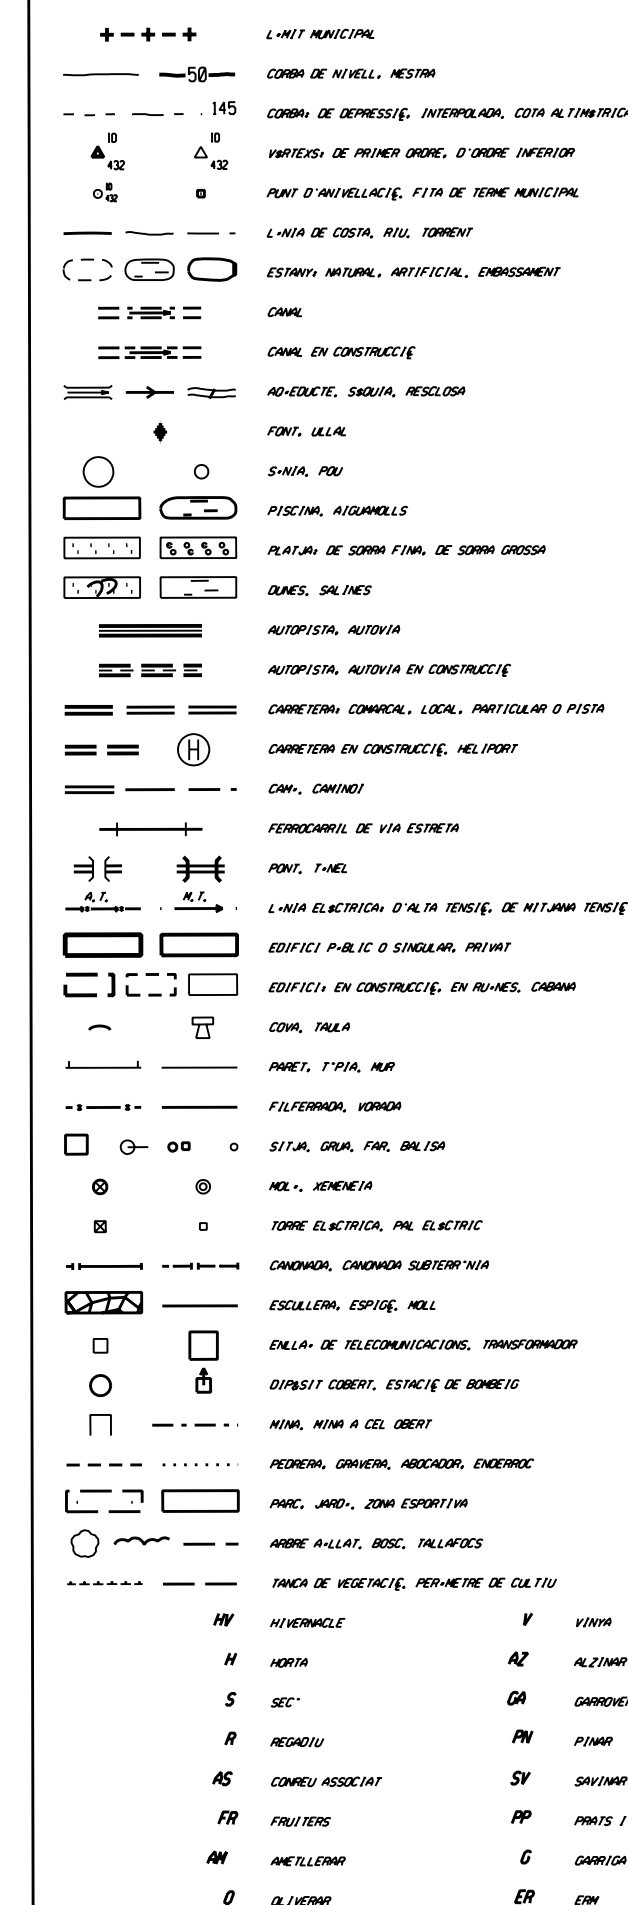 L·MIT MUNICIPAL
50 CORBA DE NIVELL, MESTRA
145 CORBA: DE DEPRESSI£, INTERPOLADA, COTA ALTIM$TRICA
10 432 10 432 V$RTEXS: DE PRIMER ORDRE, D'ORDRE INFERIOR
10 432 PUNT D'ANIVELLACI£, FITA DE TERME MUNICIPAL
L·NIA DE COSTA, RIU, TORRENT
ESTANY: NATURAL, ARTIFICIAL, EMBASSAMENT
CANAL
CANAL EN CONSTRUCCI£
AQ·EDUCTE, S$QUIA, RESCLOSA
FONT, ULLAL
S·NIA, POU
PISCINA, AIGUAMOLLS
PLATJA: DE SORRA FINA, DE SORRA GROSSA
DUNES, SALINES
AUTOPISTA, AUTOVIA
AUTOPISTA, AUTOVIA EN CONSTRUCCI£
CARRETERA: COMARCAL, LOCAL, PARTICULAR O PISTA
H CARRETERA EN CONSTRUCCI£, HELIPORT
CAM·, CAMINOI
FERROCARRIL DE VIA ESTRETA
PONT, T·NEL
A.T. M.T. L·NIA EL$CTRICA: D'ALTA TENSI£, DE MITJANA TENSI£
EDIFICI P·BLIC O SINGULAR, PRIVAT
EDIFICI: EN CONSTRUCCI£, EN RU·NES, CABANA
COVA, TAULA
PARET, T"PIA, MUR
FILFERRADA, VORADA
SITJA, GRUA, FAR, BALISA
MOL·, XEMENEIA
TORRE EL$CTRICA, PAL EL$CTRIC
CANONADA, CANONADA SUBTERR"NIA
ESCULLERA, ESPIG£, MOLL
ENLLA· DE TELECOMUNICACIONS, TRANSFORMADOR
DIP&SIT COBERT, ESTACI£ DE BOMBEIG
MINA, MINA A CEL OBERT
PEDRERA, GRAVERA, ABOCADOR, ENDERROC
PARC, JARD·, ZONA ESPORTIVA
ARBRE A·LLAT, BOSC, TALLAFOCS
TANCA DE VEGETACI£, PER·METRE DE CULTIU
HV HIVERNACLE V VINYA
H HORTA AZ ALZINAR
S SEC" GA GARROVE
R REGADIU PN PINAR
AS CONREU ASSOCIAT SV SAVINAR
FR FRUITERS PP PRATS I
AM AMETLLERAR G GARRIGA
O OLIVERAR ER ERM